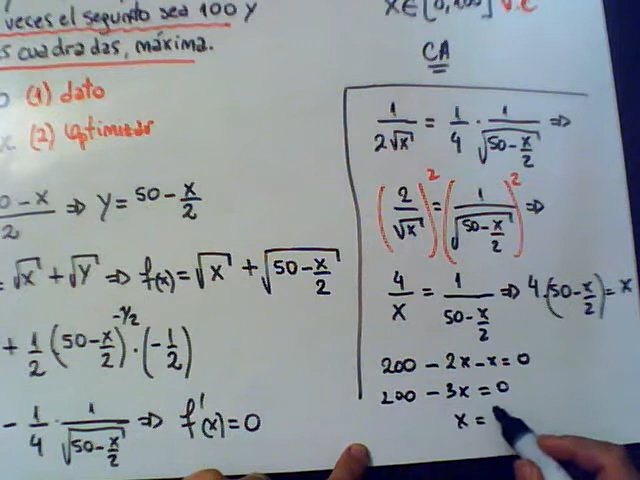 veces el segundo sea 100 y
s cuadradas, máxima.
(1) dato
x. (2) Optimizar
0-x/2 ⇒ y = 50-x/2
= √x + √y ⇒ f(x) = √x + √(50-x/2)
+ 1/2 (50-x/2)^(-1/2) · (-1/2)
- 1/4 · 1/√(50-x/2) ⇒ f'(x) = 0
CA
1/(2√x) = 1/4 · 1/√(50-x/2) ⇒
(2/√x)² = (1/√(50-x/2))² ⇒
4/x = 1/(50-x/2) ⇒ 4·(50-x/2) = x
200 - 2x - x = 0
200 - 3x = 0
x =